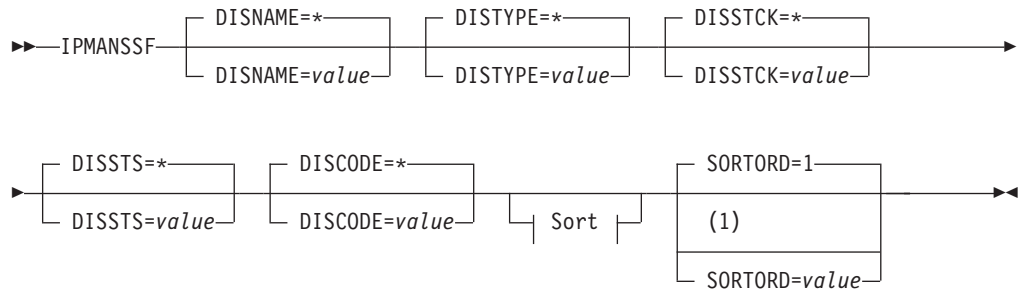 DISNAME=* DISTYPE=* DISSTCK=*
IPMANSSF
DISNAME=value DISTYPE=value DISSTCK=value
DISSTS=* DISCODE=* SORTORD=1
DISSTS=value DISCODE=value Sort (1)
SORTORD=value